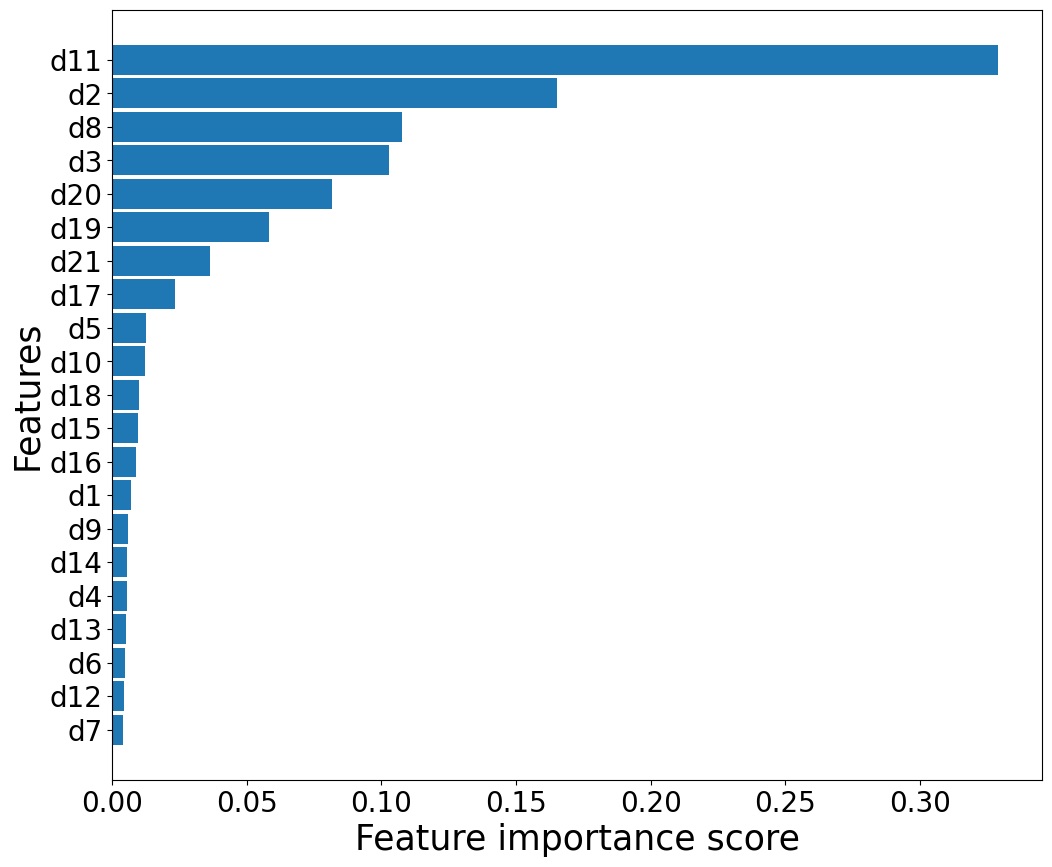 d11
d2
d8
d3
d20
d19
d21
d17
d5
d10
d18
d15
d16
d1
d9
d14
d4
d13
d6
d12
d7
Features
0.00 0.05 0.10 0.15 0.20 0.25 0.30
Feature importance score